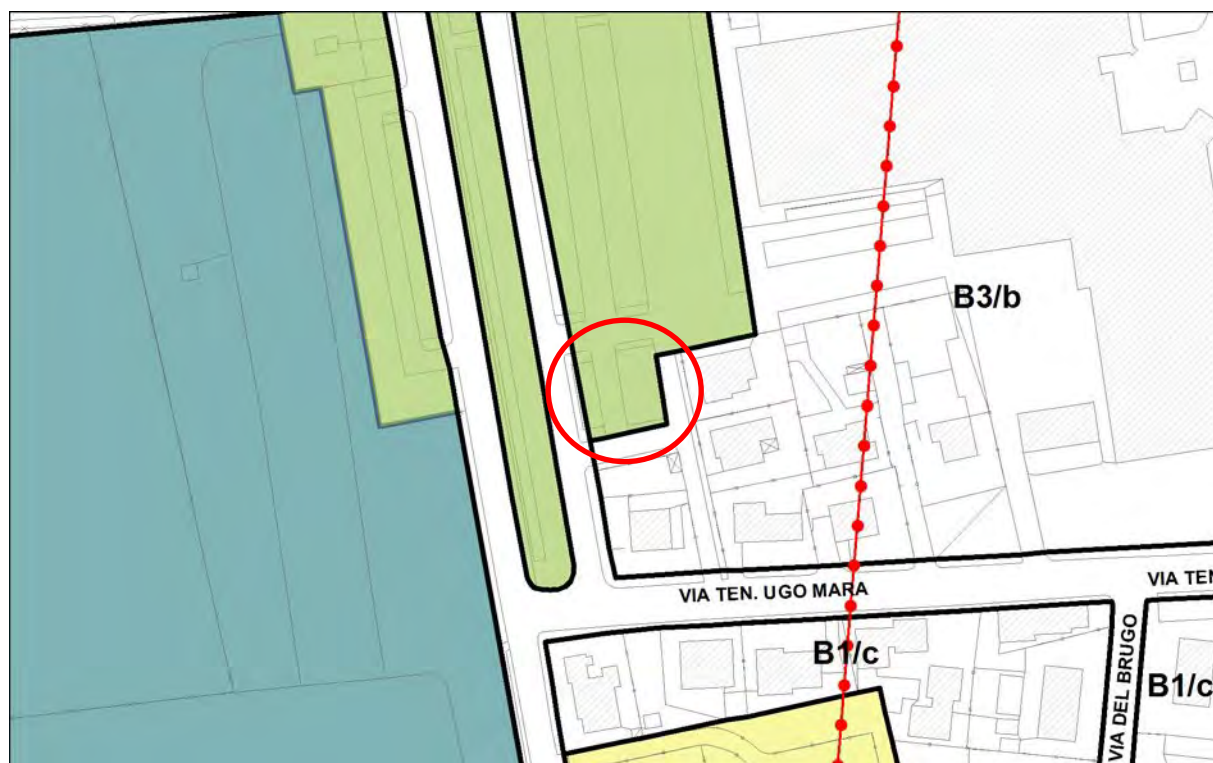 B3/b
VIA TEN. UGO MARA
VIA TEN
B1/c
B1/c
VIA DEL BRUGO